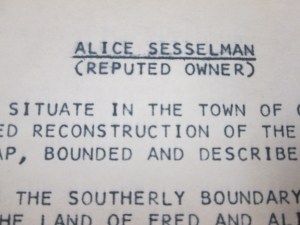 ALICE SESSELMAN
(REPUTED OWNER)
SITUATE IN THE TOWN OF
ED RECONSTRUCTION OF THE
AP, BOUNDED AND DESCRIBE
THE SOUTHERLY BOUNDARY
HE LAND OF FRED AND ALI